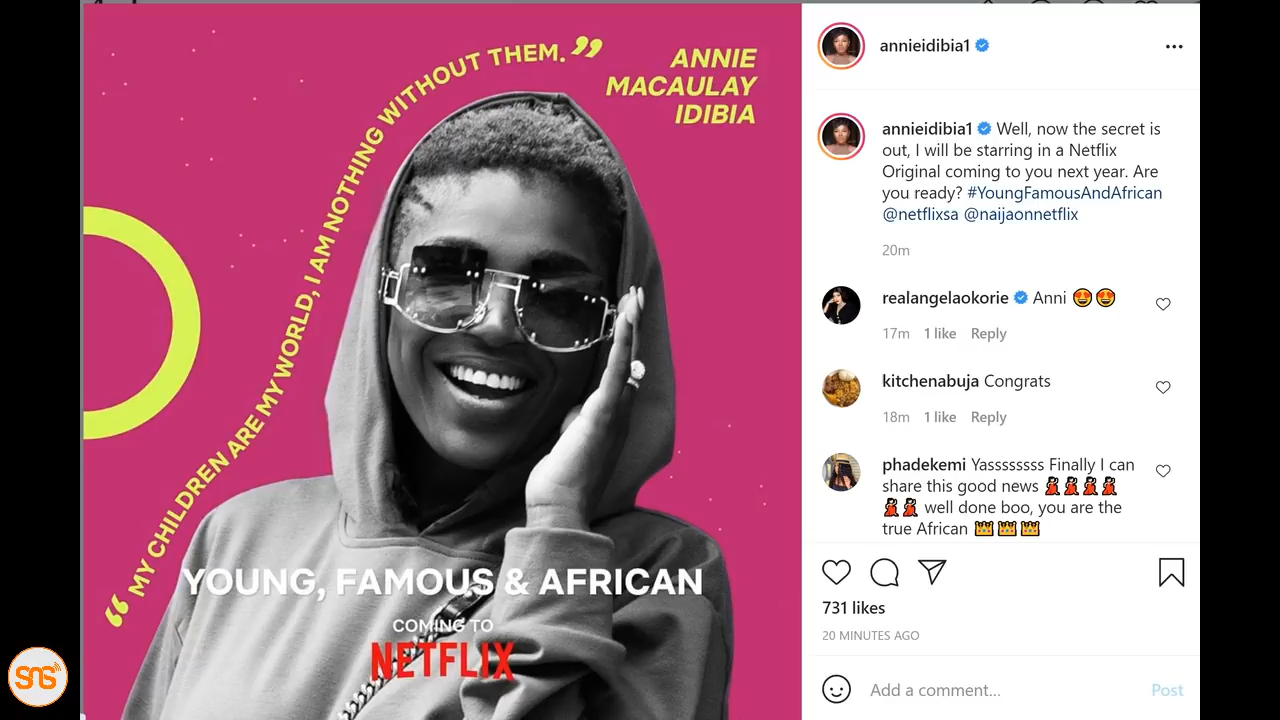 “ MY CHILDREN ARE MY WORLD, I AM NOTHING WITHOUT THEM. ”
ANNIE
MACAULAY
IDIBIA
YOUNG, FAMOUS & AFRICAN
COMING TO
NETFLIX
SNG
annieidibia1
annieidibia1 Well, now the secret is
out, I will be starring in a Netflix
Original coming to you next year. Are
you ready? #YoungFamousAndAfrican
@netflixsa @naijaonnetflix
20m
realangelaokorie Anni 😍😍
17m 1 like Reply
kitchenabuja Congrats
18m 1 like Reply
phadekemi Yasssssssss Finally I can
share this good news 💃💃💃💃
💃💃 well done boo, you are the
true African 👑👑👑
731 likes
20 MINUTES AGO
Add a comment... Post